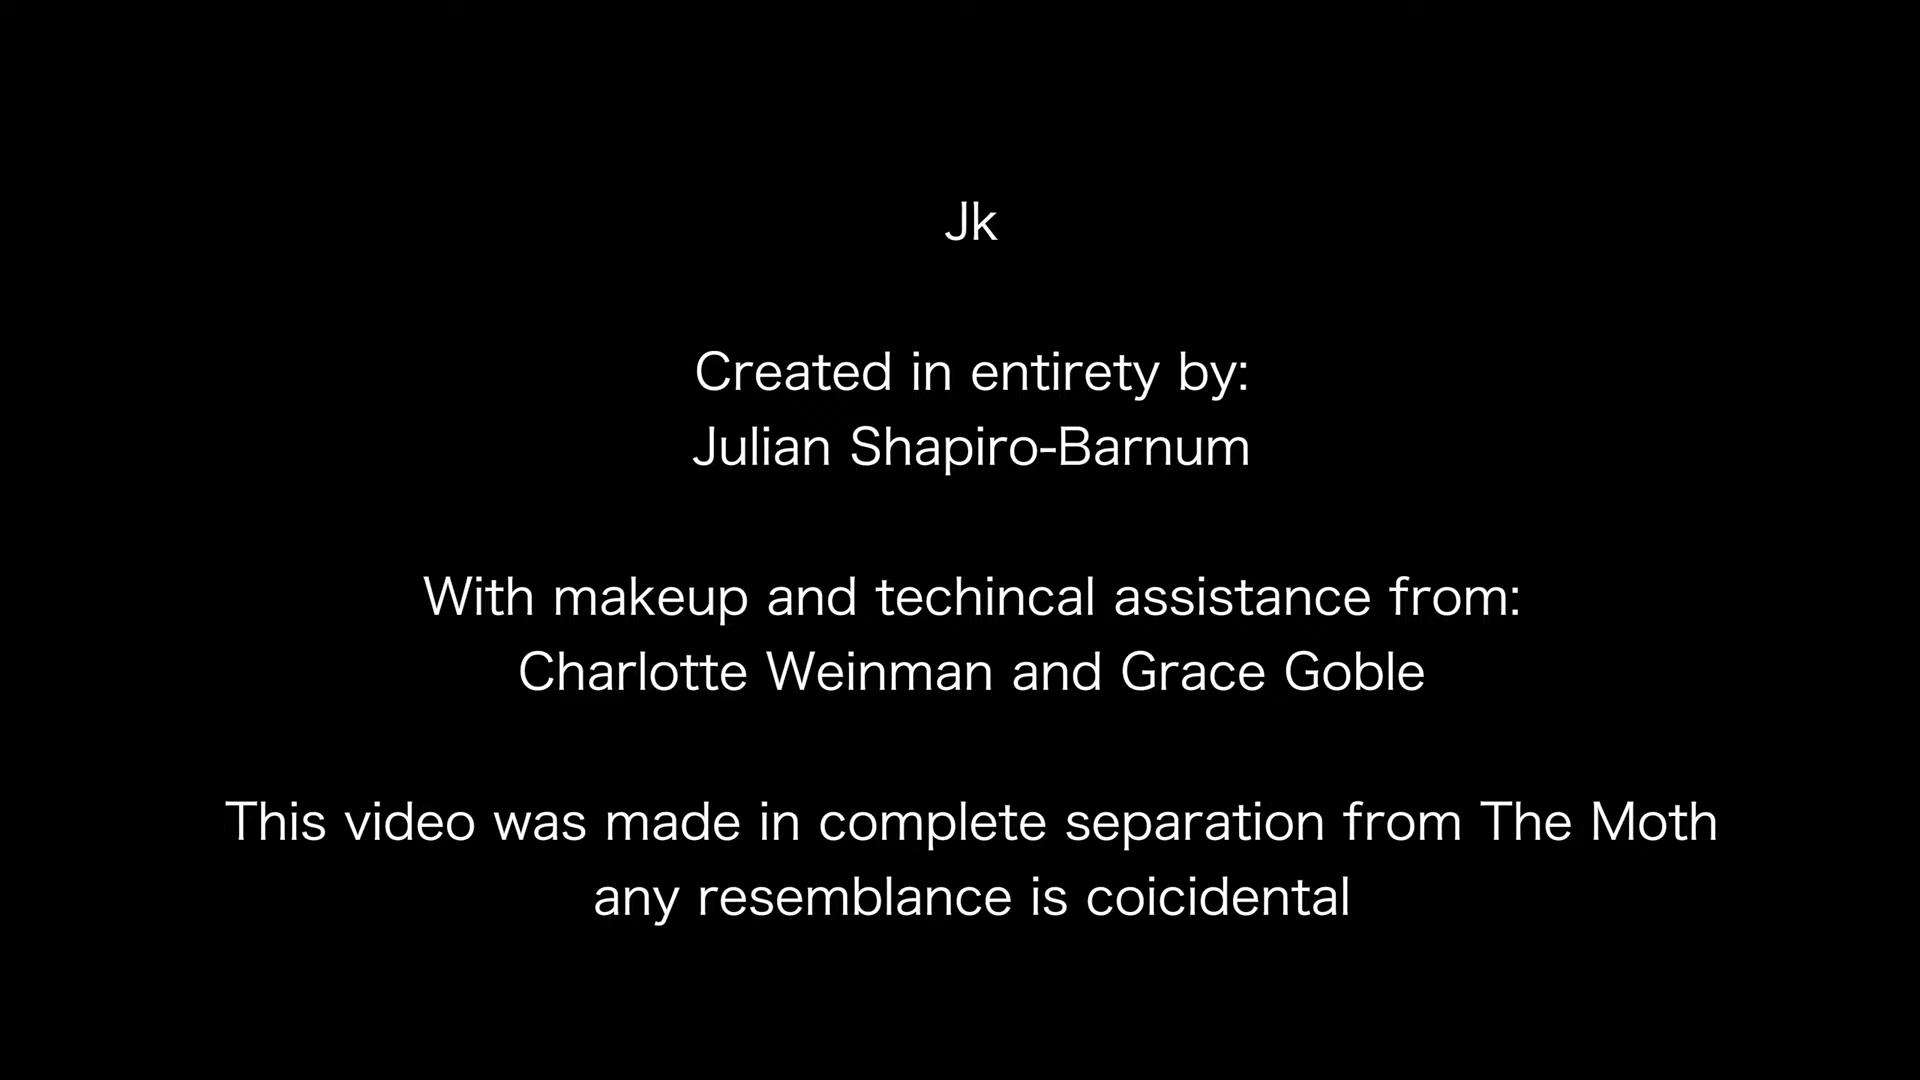 Jk
Created in entirety by:
Julian Shapiro-Barnum
With makeup and techincal assistance from:
Charlotte Weinman and Grace Goble
This video was made in complete separation from The Moth
any resemblance is coicidental